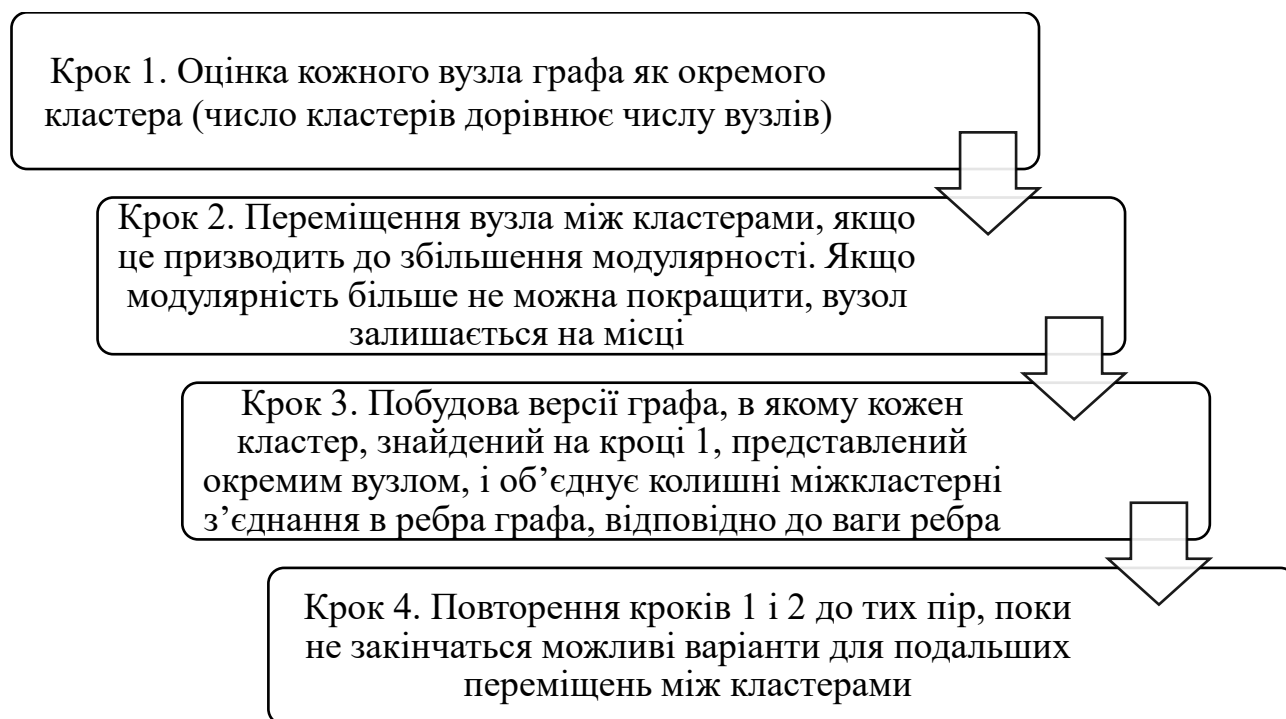 Крок 1. Оцінка кожного вузла графа як окремого
кластера (число кластерів дорівнює числу вузлів)
Крок 2. Переміщення вузла між кластерами, якщо
це призводить до збільшення модулярності. Якщо
модулярність більше не можна покращити, вузол
залишається на місці
Крок 3. Побудова версії графа, в якому кожен
кластер, знайдений на кроці 1, представлений
окремим вузлом, і об’єднує колишні міжкластерні
з’єднання в ребра графа, відповідно до ваги ребра
Крок 4. Повторення кроків 1 і 2 до тих пір, поки
не закінчаться можливі варіанти для подальших
переміщень між кластерами